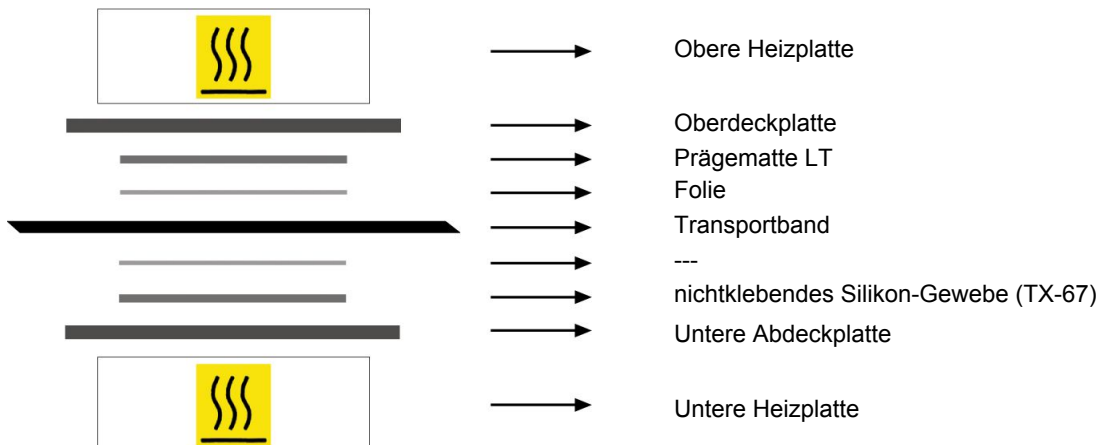 Obere Heizplatte
Oberdeckplatte
Prägematte LT
Folie
Transportband
---
nichtklebendes Silikon-Gewebe (TX-67)
Untere Abdeckplatte
Untere Heizplatte